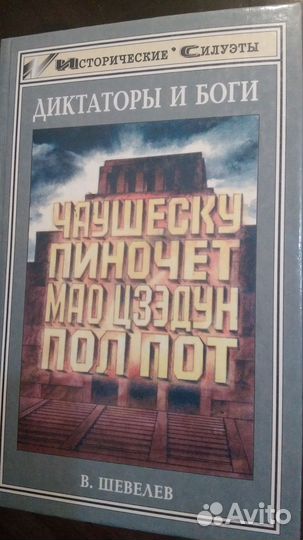 Исторические Силуэты
ДИКТАТОРЫ И БОГИ
ЧАУШЕСКУ
ПИНОЧЕТ
МАО ЦЗЭДУН
ПОЛ ПОТ
В. ШЕВЕЛЕВ
Avito